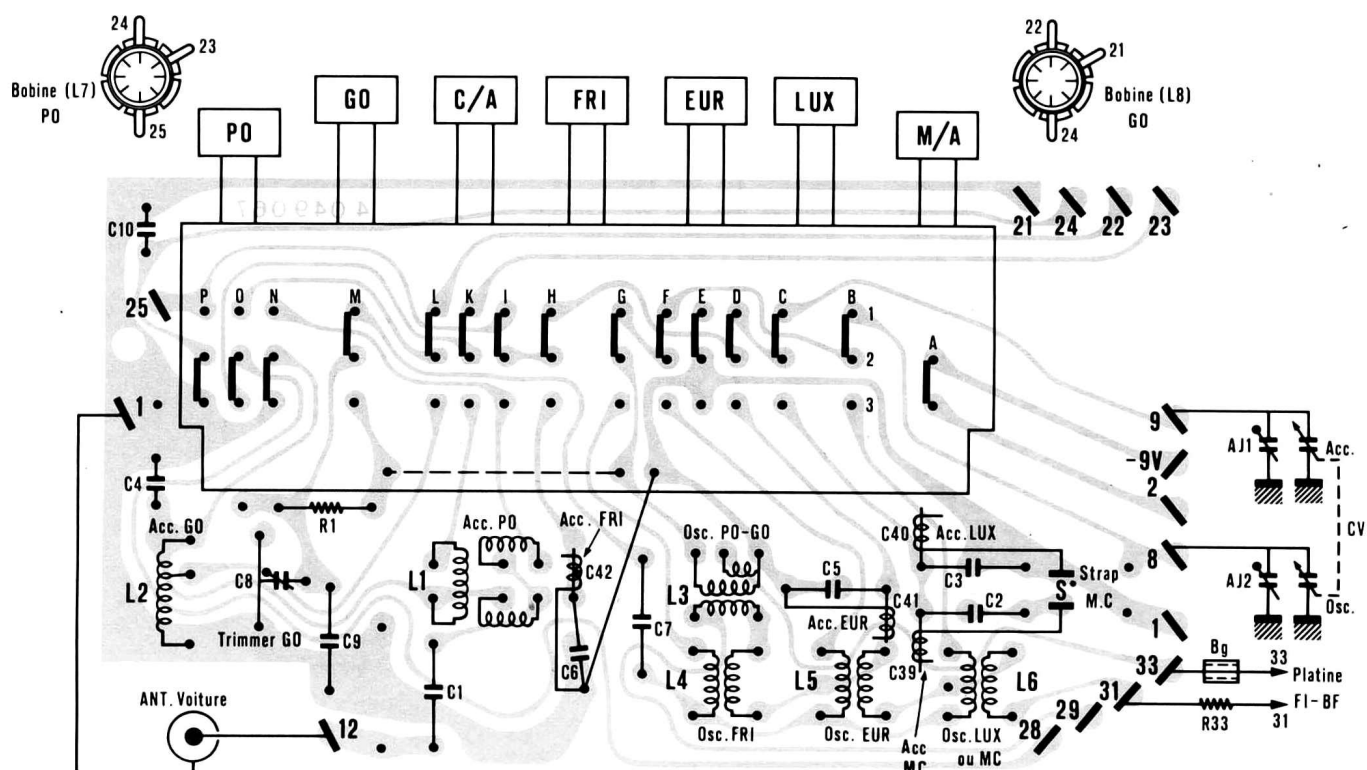 24
23
Bobine (L7)
PO
25
22
21
Bobine (L8)
GO
24
PO
GO
C/A
FRI
EUR
LUX
M/A
4049067
C10
21
24
22
23
25
P O N M L K I H G F E D C B
1
A
2
3
1
9
-9V
2
8
1
AJ1
Acc.
CV
AJ2
Osc.
C4
R1
Acc. GO
L2
C8
Trimmer GO
C9
Acc. PO
L1
C1
Acc. FRI
C42
C6
C7
Osc. PO-GO
L3
L4
Osc. FRI
C5
C41
Acc. EUR
L5
Osc. EUR
C40
Acc. LUX
C3
C2
Strap
S
M.C
C39
L6
Acc
MC
Osc. LUX
ou MC
28
29
31
33
Bg
33
Platine
FI-BF
R33
31
ANT. Voiture
12